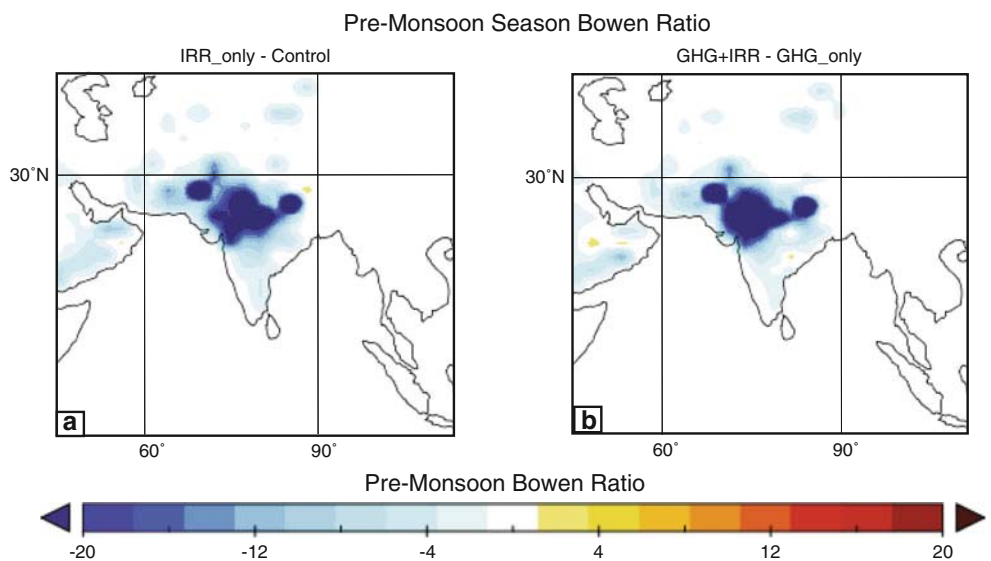 Pre-Monsoon Season Bowen Ratio
IRR_only - Control
GHG+IRR - GHG_only
30°N
30°N
a
b
60°
90°
60°
90°
Pre-Monsoon Bowen Ratio
-20
-12
-4
4
12
20